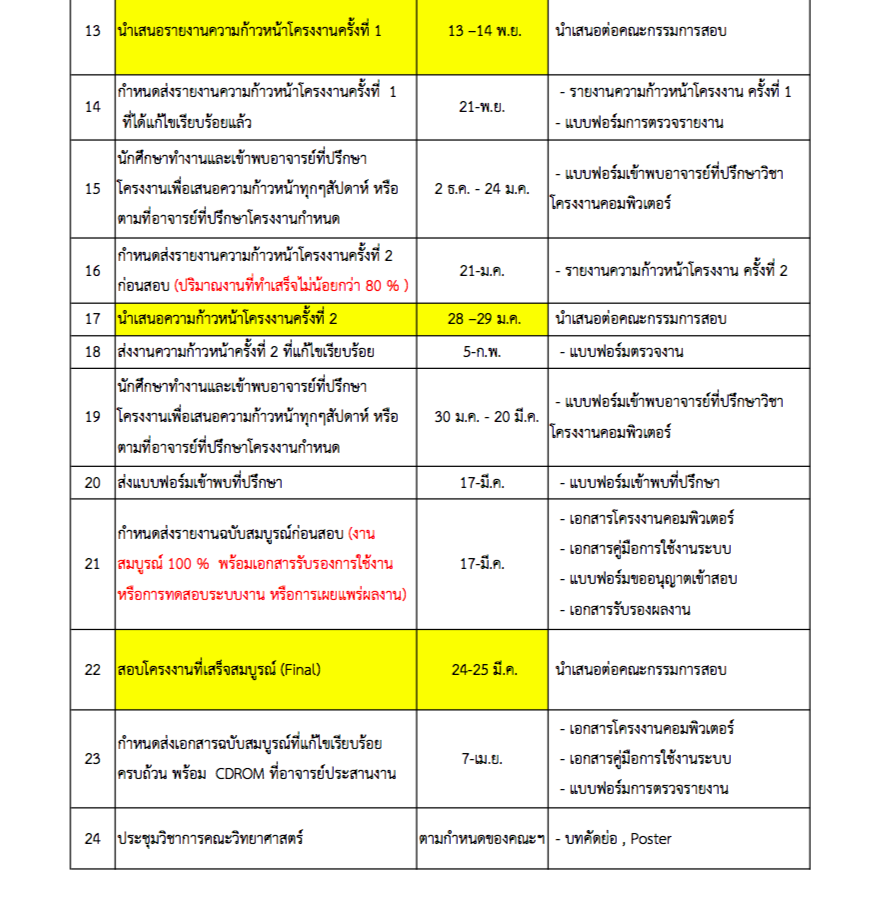 13 นำเสนอรายงานความก้าวหน้าโครงงานครั้งที่ 1 13 –14 พ.ย. นำเสนอต่อคณะกรรมการสอบ
กำหนดส่งรายงานความก้าวหน้าโครงงานครั้งที่ 1
ที่ได้แก้ไขเรียบร้อยแล้ว
14
21-พ.ย.
- รายงานความก้าวหน้าโครงงาน ครั้งที่ 1
- แบบฟอร์มการตรวจรายงาน
15
นักศึกษาทำงานและเข้าพบอาจารย์ที่ปรึกษา
โครงงานเพื่อเสนอความก้าวหน้าทุกๆสัปดาห์ หรือ
ตามที่อาจารย์ที่ปรึกษาโครงงานกำหนด
2 ธ.ค. - 24 ม.ค.
- แบบฟอร์มเข้าพบอาจารย์ที่ปรึกษาวิชา
โครงงานคอมพิวเตอร์
16
กำหนดส่งรายงานความก้าวหน้าโครงงานครั้งที่ 2
ก่อนสอบ (ปริมาณงานที่ทำเสร็จไม่น้อยกว่า 80 % )
21-ม.ค.
- รายงานความก้าวหน้าโครงงาน ครั้งที่ 2
17 นำเสนอความก้าวหน้าโครงงานครั้งที่ 2 28 –29 ม.ค. นำเสนอต่อคณะกรรมการสอบ
18 ส่งงานความก้าวหน้าครั้งที่ 2 ที่แก้ไขเรียบร้อย 5-ก.พ. - แบบฟอร์มตรวจงาน
19
นักศึกษาทำงานและเข้าพบอาจารย์ที่ปรึกษา
โครงงานเพื่อเสนอความก้าวหน้าทุกๆสัปดาห์ หรือ
ตามที่อาจารย์ที่ปรึกษาโครงงานกำหนด
30 ม.ค. - 20 มี.ค.
- แบบฟอร์มเข้าพบอาจารย์ที่ปรึกษาวิชา
โครงงานคอมพิวเตอร์
20 ส่งแบบฟอร์มเข้าพบที่ปรึกษา 17-มี.ค. - แบบฟอร์มเข้าพบที่ปรึกษา
21
กำหนดส่งรายงานฉบับสมบูรณ์ก่อนสอบ (งาน
สมบูรณ์ 100 % พร้อมเอกสารรับรองการใช้งาน
หรือการทดสอบระบบงาน หรือการเผยแพร่ผลงาน)
17-มี.ค.
- เอกสารโครงงานคอมพิวเตอร์
- เอกสารคู่มือการใช้งานระบบ
- แบบฟอร์มขออนุญาตเข้าสอบ
- เอกสารรับรองผลงาน
22 สอบโครงงานที่เสร็จสมบูรณ์ (Final) 24-25 มี.ค. นำเสนอต่อคณะกรรมการสอบ
23
กำหนดส่งเอกสารฉบับสมบูรณ์ที่แก้ไขเรียบร้อย
ครบถ้วน พร้อม CDROM ที่อาจารย์ประสานงาน
7-เม.ย.
- เอกสารโครงงานคอมพิวเตอร์
- เอกสารคู่มือการใช้งานระบบ
- แบบฟอร์มการตรวจรายงาน
24 ประชุมวิชาการคณะวิทยาศาสตร์ ตามกำหนดของคณะฯ - บทคัดย่อ , Poster